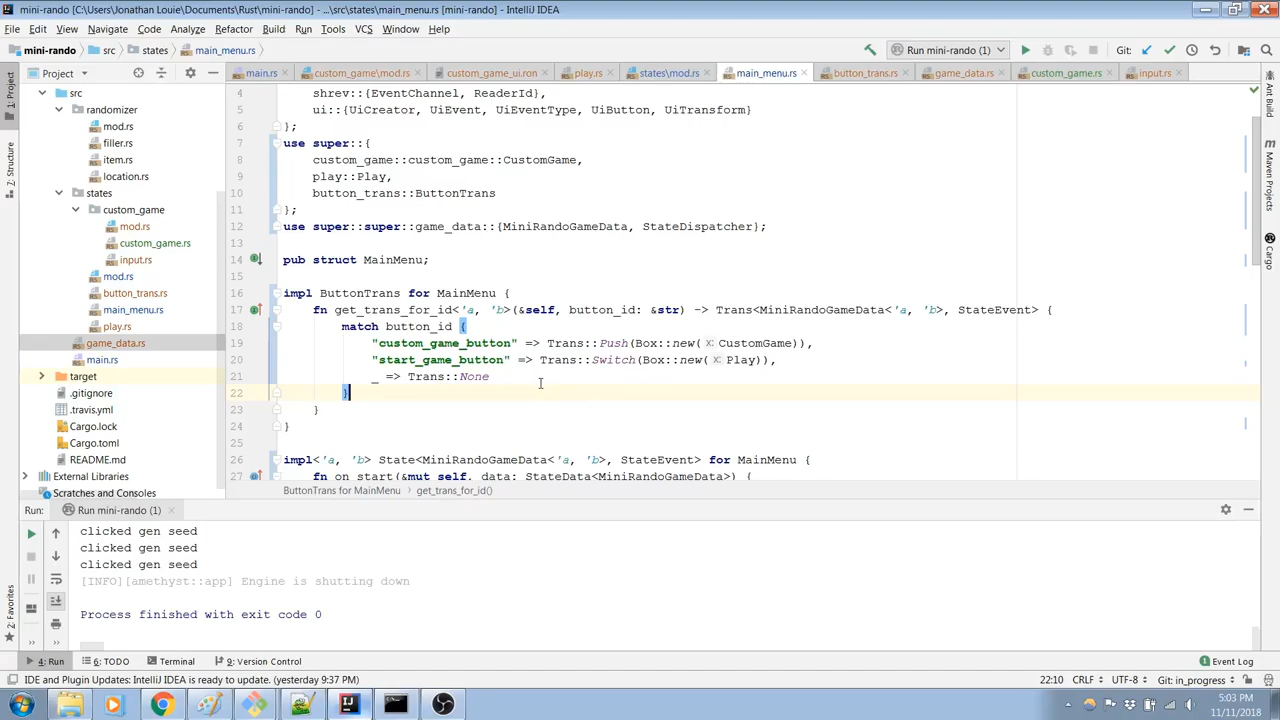 mini-rando [C:\Users\Jonathan Louie\Documents\Rust\mini-rando] - ...\src\states\main_menu.rs [mini-rando] - IntelliJ IDEA
File Edit View Navigate Code Analyze Refactor Build Run Tools VCS Window Help
mini-rando src states main_menu.rs Run mini-rando (1) Git:
Project main.rs custom_game\mod.rs custom_game_ui.ron play.rs states\mod.rs main_menu.rs button_trans.rs game_data.rs custom_game.rs input.rs
1: Project
7: Structure
2: Favorites
Ant Build
Maven Projects
Cargo
src
randomizer
mod.rs
filler.rs
item.rs
location.rs
states
custom_game
mod.rs
custom_game.rs
input.rs
mod.rs
button_trans.rs
main_menu.rs
play.rs
game_data.rs
main.rs
target
.gitignore
.travis.yml
Cargo.lock
Cargo.toml
README.md
External Libraries
Scratches and Consoles
4 shrev::{EventChannel, ReaderId},
5 ui::{UiCreator, UiEvent, UiEventType, UiButton, UiTransform}
6 };
7 use super::{
8 custom_game::custom_game::CustomGame,
9 play::Play,
10 button_trans::ButtonTrans
11 };
12 use super::super::game_data::{MiniRandoGameData, StateDispatcher};
13
14 pub struct MainMenu;
15
16 impl ButtonTrans for MainMenu {
17 fn get_trans_for_id<'a, 'b>(&self, button_id: &str) -> Trans<MiniRandoGameData<'a, 'b>, StateEvent> {
18 match button_id {
19 "custom_game_button" => Trans::Push(Box::new( x: CustomGame)),
20 "start_game_button" => Trans::Switch(Box::new( x: Play)),
21 _ => Trans::None
22 }
23 }
24 }
25
26 impl<'a, 'b> State<MiniRandoGameData<'a, 'b>, StateEvent> for MainMenu {
27 fn on_start(&mut self, data: StateData<MiniRandoGameData>) {
ButtonTrans for MainMenu get_trans_for_id()
Run: Run mini-rando (1)
clicked gen seed
clicked gen seed
clicked gen seed
[INFO][amethyst::app] Engine is shutting down
Process finished with exit code 0
4: Run 6: TODO Terminal 9: Version Control Event Log
IDE and Plugin Updates: IntelliJ IDEA is ready to update. (yesterday 9:37 PM) 22:10 CRLF UTF-8 Git: in_progress
5:03 PM
11/11/2018